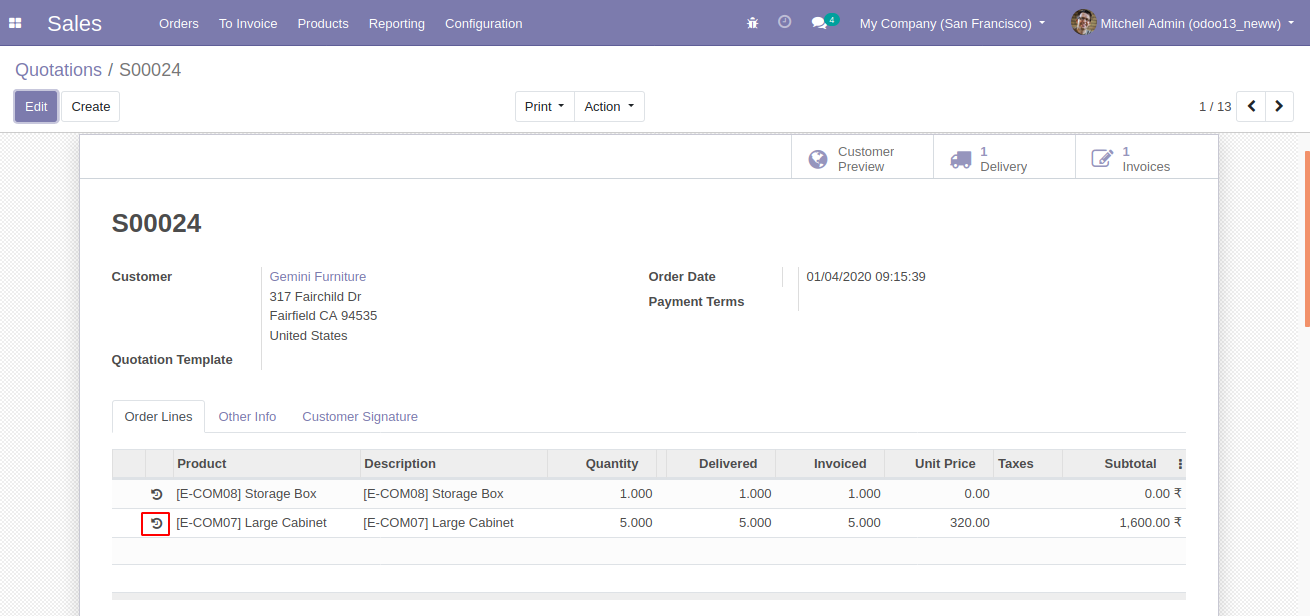 Sales Orders To Invoice Products Reporting Configuration 4 My Company (San Francisco) Mitchell Admin (odoo13_neww)
Quotations / S00024
Edit Create Print Action 1 / 13
Customer Preview
1 Delivery
1 Invoices
S00024
Customer Gemini Furniture
317 Fairchild Dr
Fairfield CA 94535
United States
Quotation Template
Order Date 01/04/2020 09:15:39
Payment Terms
Order Lines Other Info Customer Signature
Product Description Quantity Delivered Invoiced Unit Price Taxes Subtotal
[E-COM08] Storage Box [E-COM08] Storage Box 1.000 1.000 1.000 0.00 0.00 ₹
[E-COM07] Large Cabinet [E-COM07] Large Cabinet 5.000 5.000 5.000 320.00 1,600.00 ₹